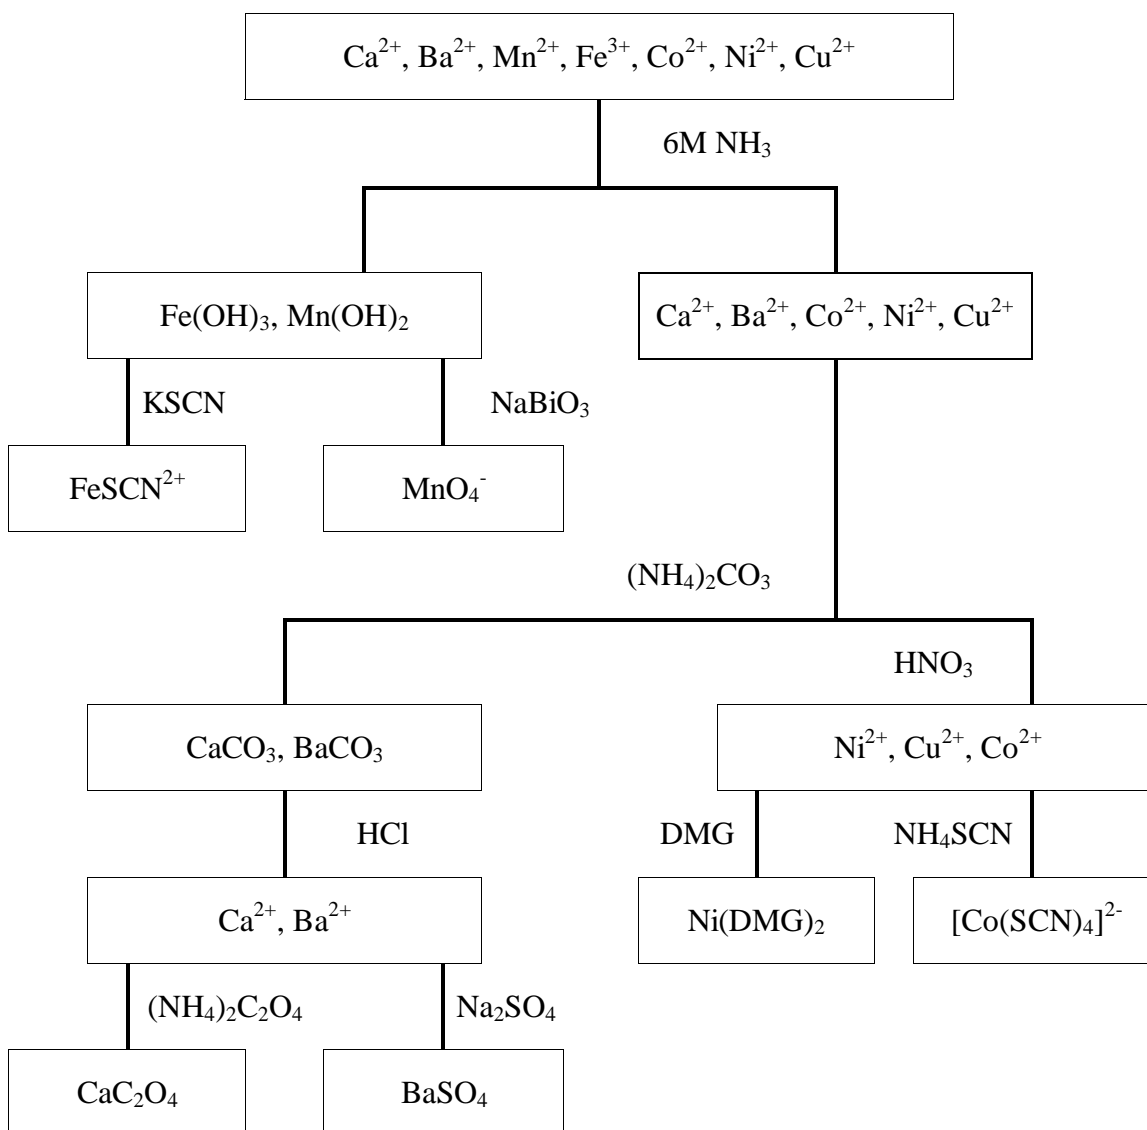 Ca²⁺, Ba²⁺, Mn²⁺, Fe³⁺, Co²⁺, Ni²⁺, Cu²⁺
6M NH₃
Fe(OH)₃, Mn(OH)₂
Ca²⁺, Ba²⁺, Co²⁺, Ni²⁺, Cu²⁺
KSCN
NaBiO₃
FeSCN²⁺
MnO₄⁻
(NH₄)₂CO₃
HNO₃
CaCO₃, BaCO₃
Ni²⁺, Cu²⁺, Co²⁺
HCl
DMG
NH₄SCN
Ca²⁺, Ba²⁺
Ni(DMG)₂
[Co(SCN)₄]²⁻
(NH₄)₂C₂O₄
Na₂SO₄
CaC₂O₄
BaSO₄